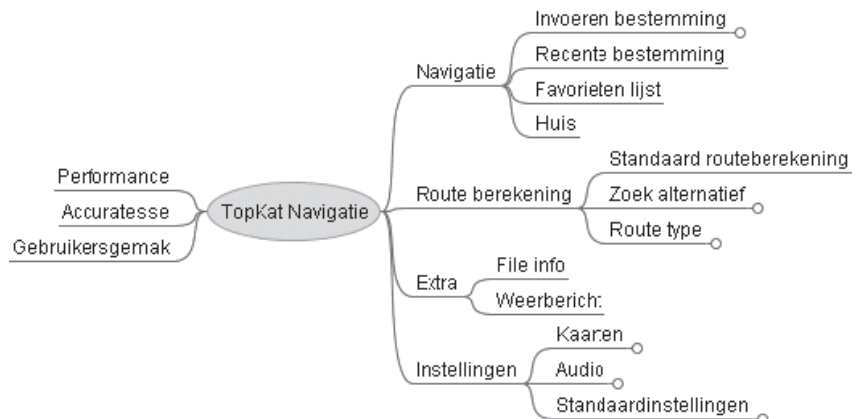 Invoeren bestemming
Recente bestemming
Navigatie
Favorieten lijst
Huis
Standaard routeberekening
Performance
Route berekening
Zoek alternatief
Accuratesse
TopKat Navigatie
Route type
Gebruikersgemak
File info
Extra
Weerbericht
Kaarten
Instellingen
Audio
Standaardinstellingen